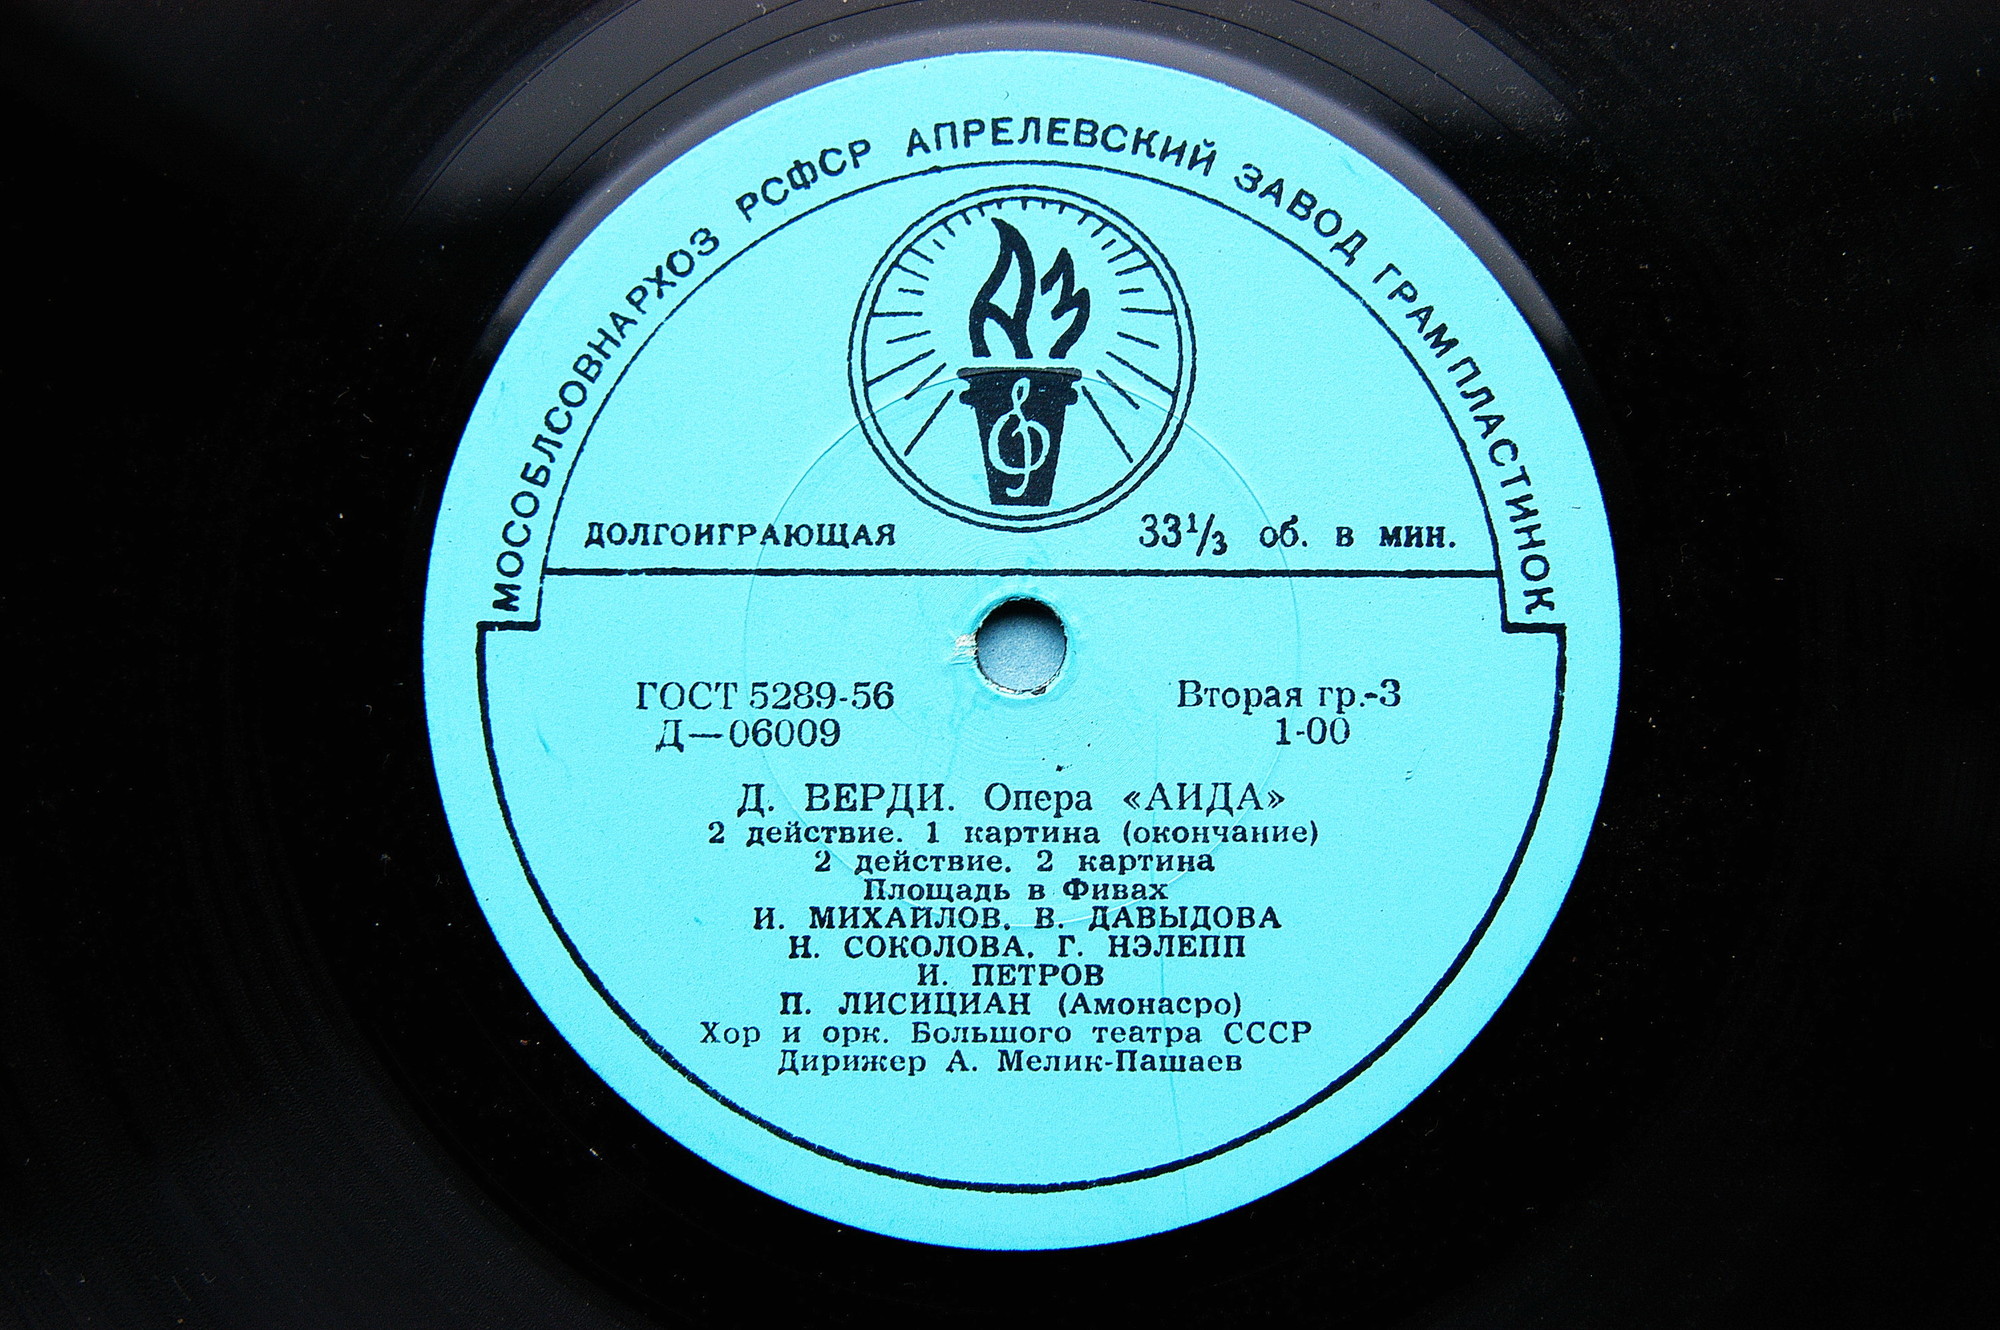 МОСОБЛСОВНАРХОЗ РСФСР АПРЕЛЕВСКИЙ ЗАВОД ГРАМПЛАСТИНОК
АЗ
ДОЛГОИГРАЮЩАЯ 33⅓ об. в мин.
ГОСТ 5289-56 Вторая гр.-3
Д—06009 1-00
Д. ВЕРДИ. Опера «АИДА»
2 действие. 1 картина (окончание)
2 действие. 2 картина
Площадь в Фивах
И. МИХАЙЛОВ. В. ДАВЫДОВА
Н. СОКОЛОВА. Г. НЭЛЕПП
И. ПЕТРОВ
П. ЛИСИЦИАН (Амонасро)
Хор и орк. Большого театра СССР
Дирижер А. Мелик-Пашаев